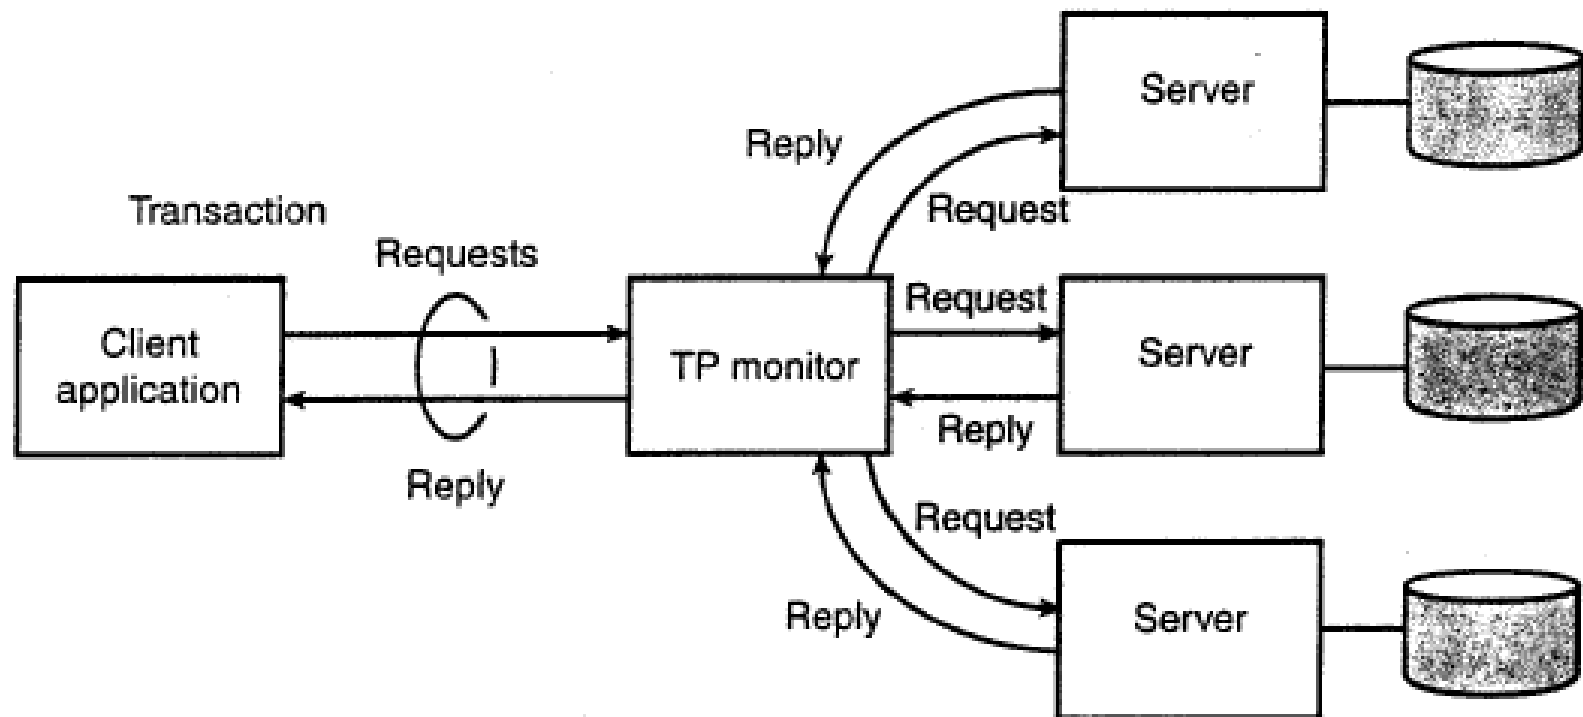 Server
Reply
Transaction
Request
Requests
Request
Client
application
TP monitor
Server
Reply
Reply
Request
Reply
Server